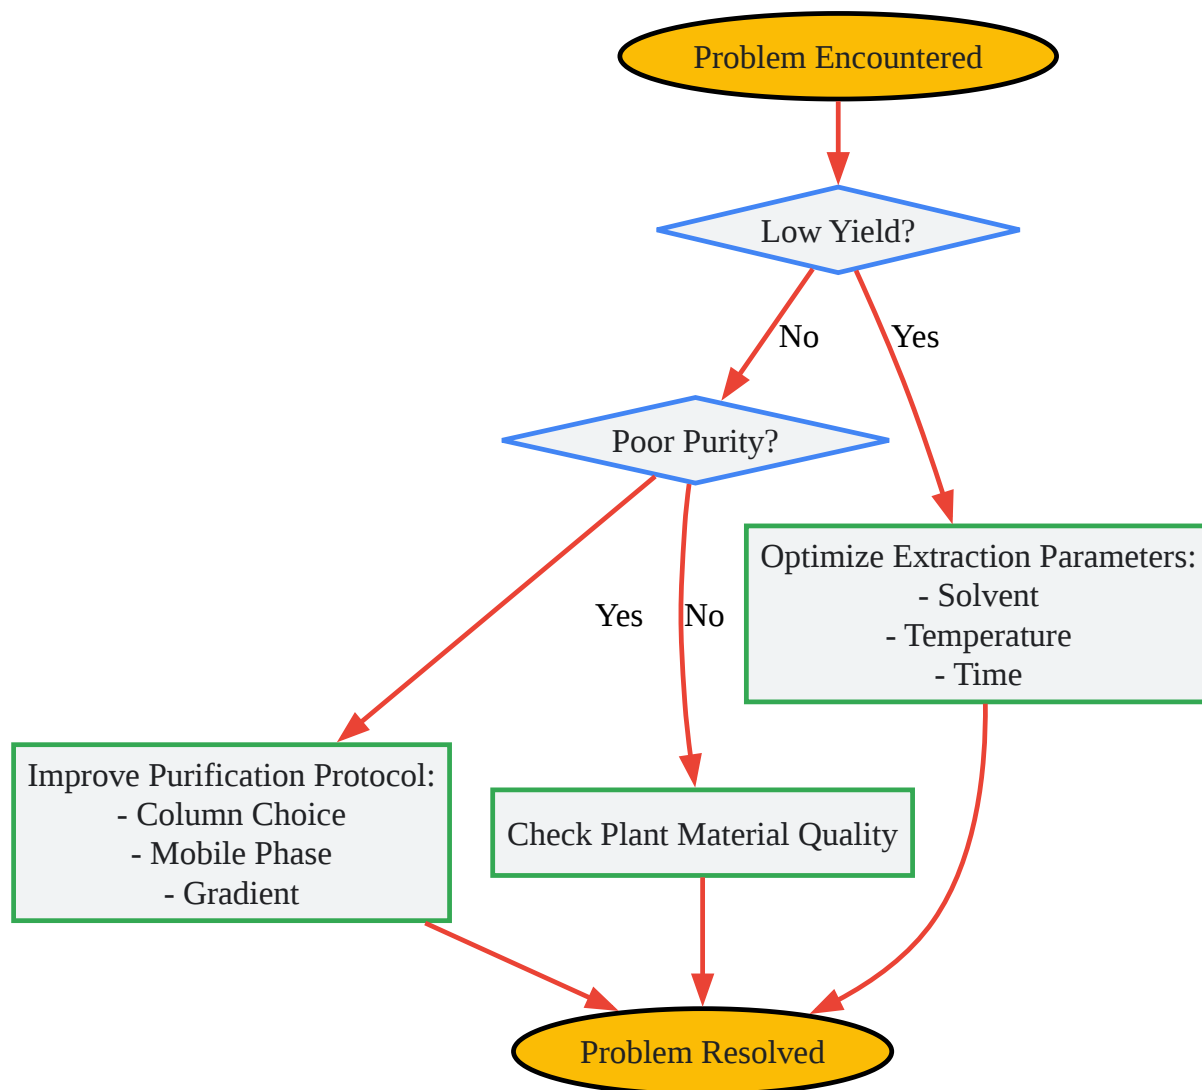 Problem Encountered
Low Yield?
No
Yes
Poor Purity?
Optimize Extraction Parameters:
- Solvent
- Temperature
- Time
Yes
No
Improve Purification Protocol:
- Column Choice
- Mobile Phase
- Gradient
Check Plant Material Quality
Problem Resolved